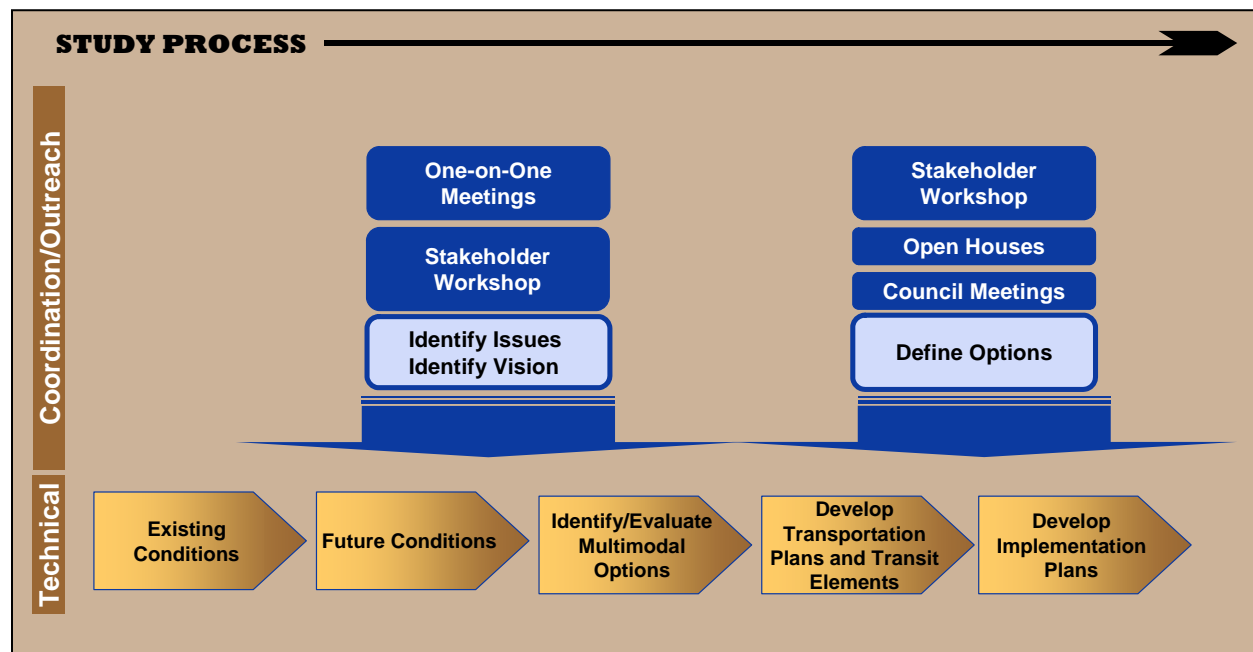 STUDY PROCESS
Coordination/Outreach
One-on-One
Meetings
Stakeholder
Workshop
Identify Issues
Identify Vision
Stakeholder
Workshop
Open Houses
Council Meetings
Define Options
Technical
Existing
Conditions
Future Conditions
Identify/Evaluate
Multimodal
Options
Develop
Transportation
Plans and Transit
Elements
Develop
Implementation
Plans